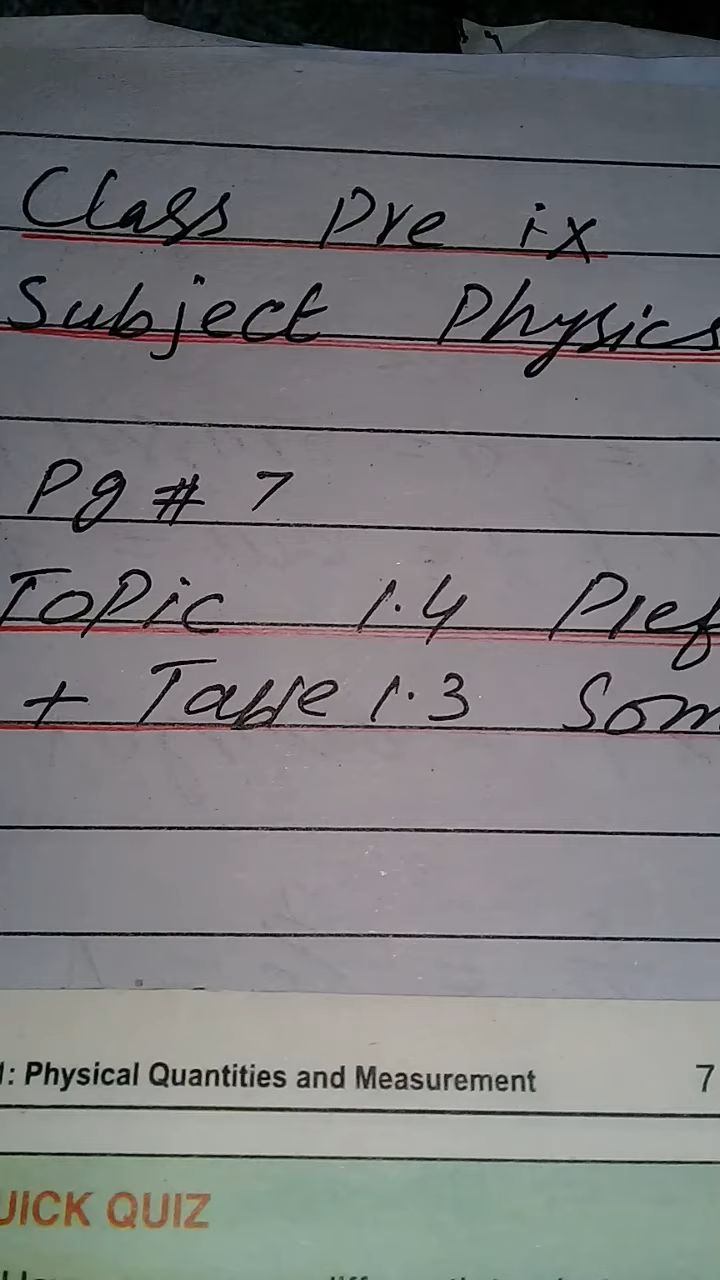 Class Pre ix
Subject Physics
Pg # 7
Topic 1.4 Pref
+ Table 1.3 Som
1: Physical Quantities and Measurement 7
UICK QUIZ